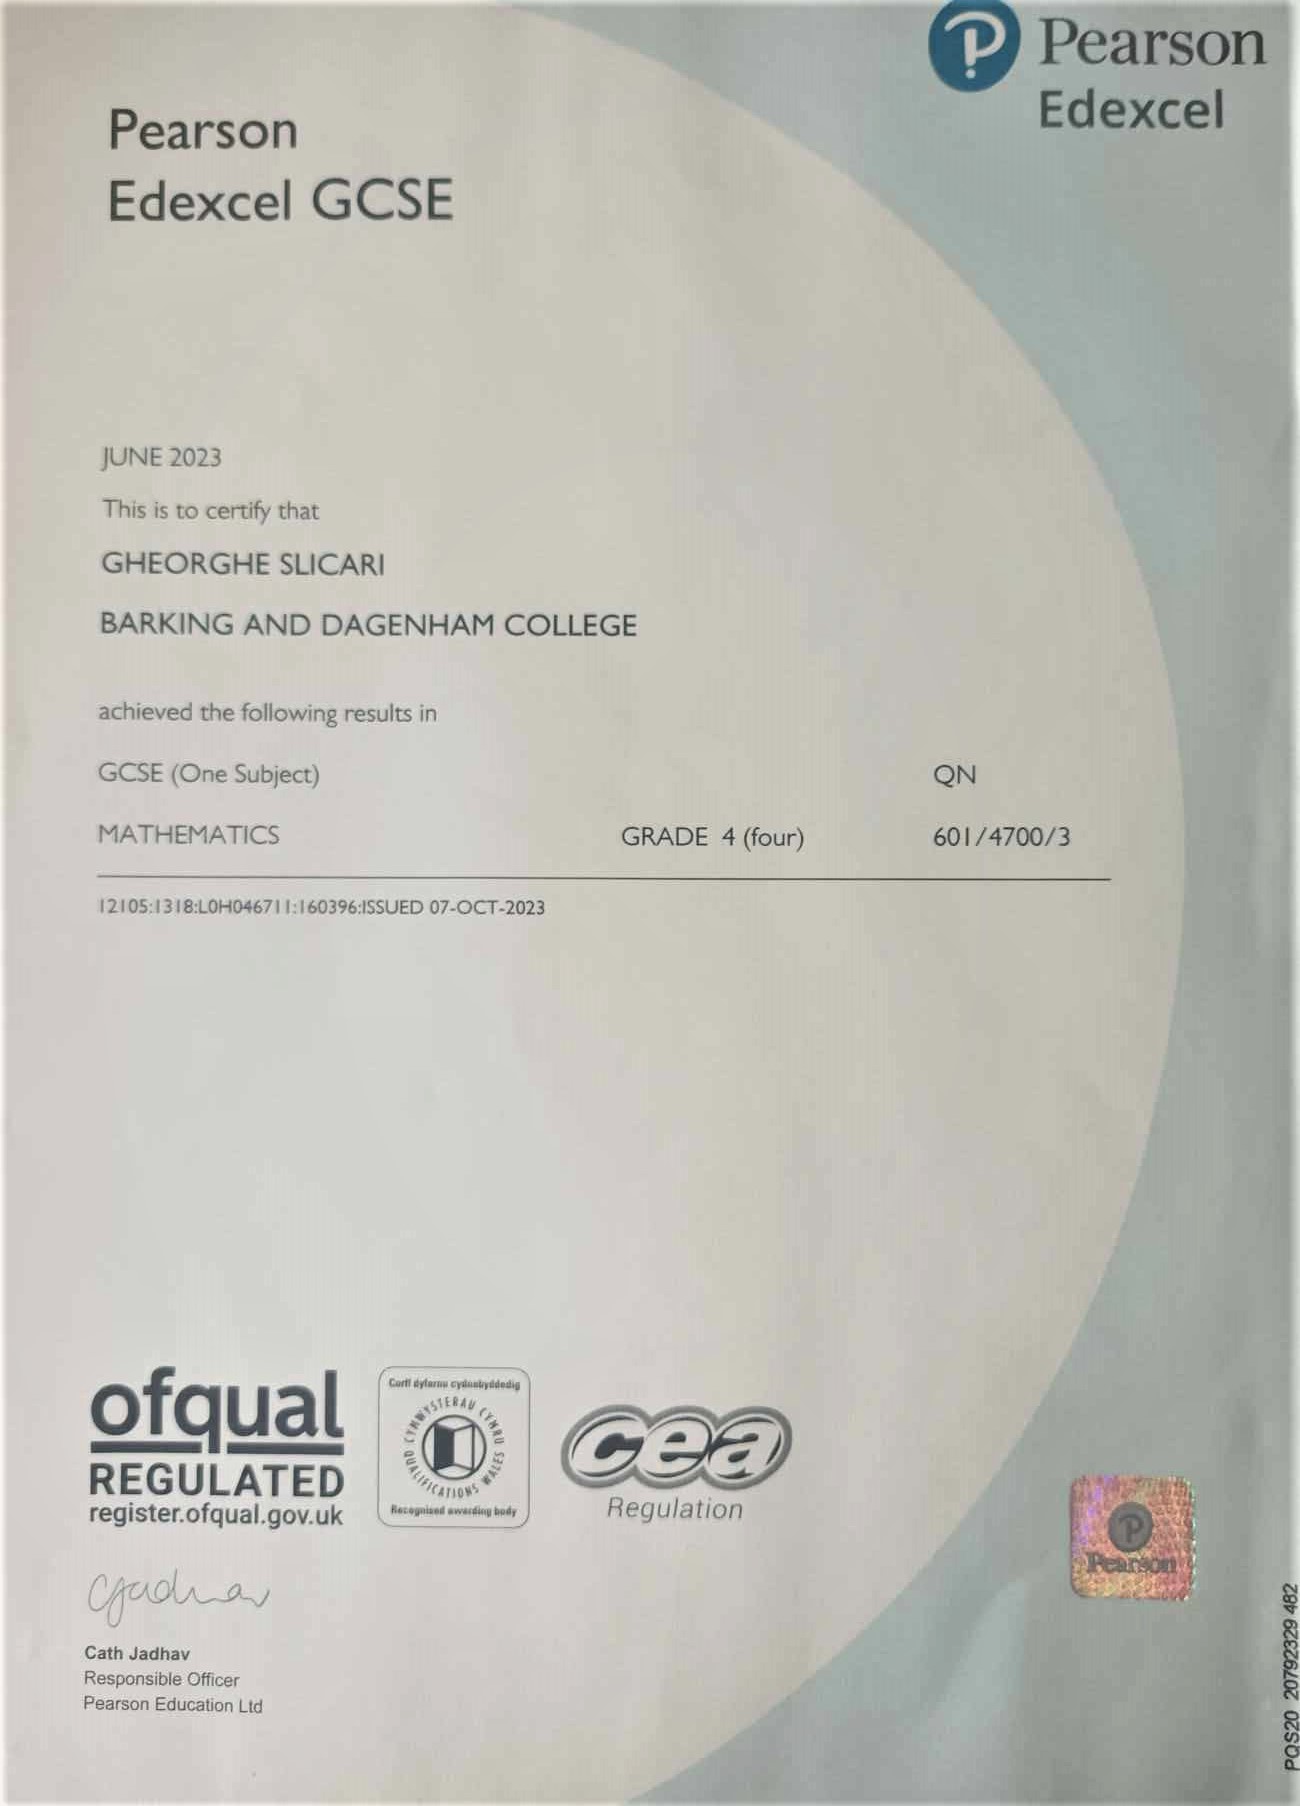 Pearson
Edexcel
Pearson
Edexcel GCSE
JUNE 2023
This is to certify that
GHEORGHE SLICARI
BARKING AND DAGENHAM COLLEGE
achieved the following results in
GCSE (One Subject) QN
MATHEMATICS GRADE 4 (four) 601/4700/3
12105:1318:L0H046711:160396:ISSUED 07-OCT-2023
ofqual
REGULATED
register.ofqual.gov.uk
Corff dyfarnu cydnabyddedig
CYMWYSTERAU CYMRU
QUALIFICATIONS WALES
Recognised awarding body
cea
Regulation
P
Pearson
CJadhav
Cath Jadhav
Responsible Officer
Pearson Education Ltd
PQS20 20792329 482